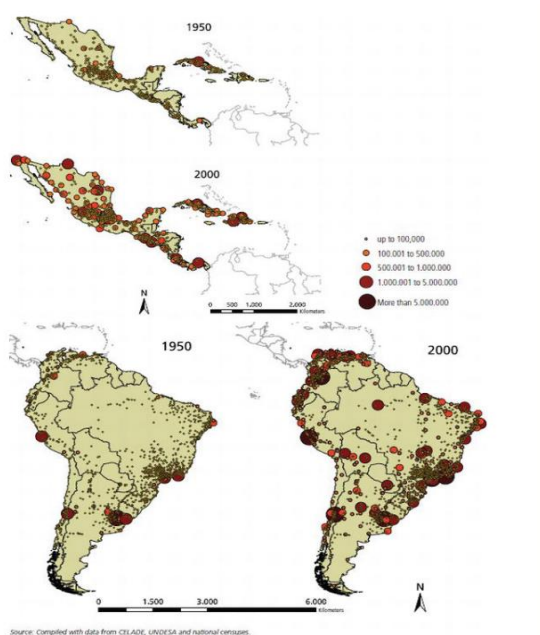 1950
2000
up to 100,000
100.001 to 500.000
500.001 to 1.000.000
1.000.001 to 5.000.000
More than 5.000.000
N
0 500 1,000 2,000
Kilometers
1950
2000
N
0 1.500 3.000 6.000
Kilometers
Source: Compiled with data from CELADE, UNDESA and national censuses.